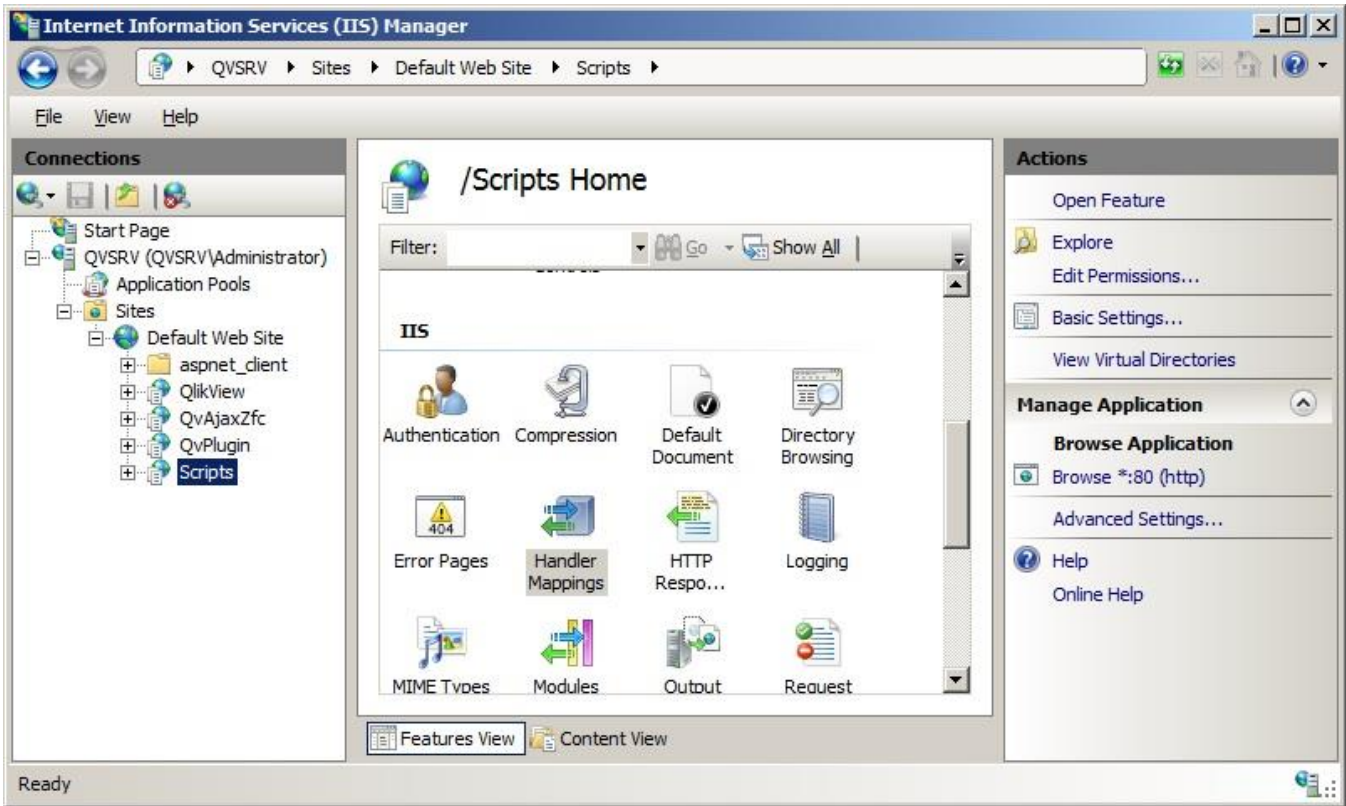 Internet Information Services (IIS) Manager
QVSRV Sites Default Web Site Scripts
File View Help
Connections
Start Page
QVSRV (QVSRV\Administrator)
Application Pools
Sites
Default Web Site
aspnet_client
QlikView
QvAjaxZfc
QvPlugin
Scripts
/Scripts Home
Filter: Go Show All
IIS
Authentication Compression Default Document Directory Browsing
404
Error Pages Handler Mappings HTTP Respo... Logging
MIME Types Modules Output Request
Features View Content View
Actions
Open Feature
Explore
Edit Permissions...
Basic Settings...
View Virtual Directories
Manage Application
Browse Application
Browse *:80 (http)
Advanced Settings...
Help
Online Help
Ready